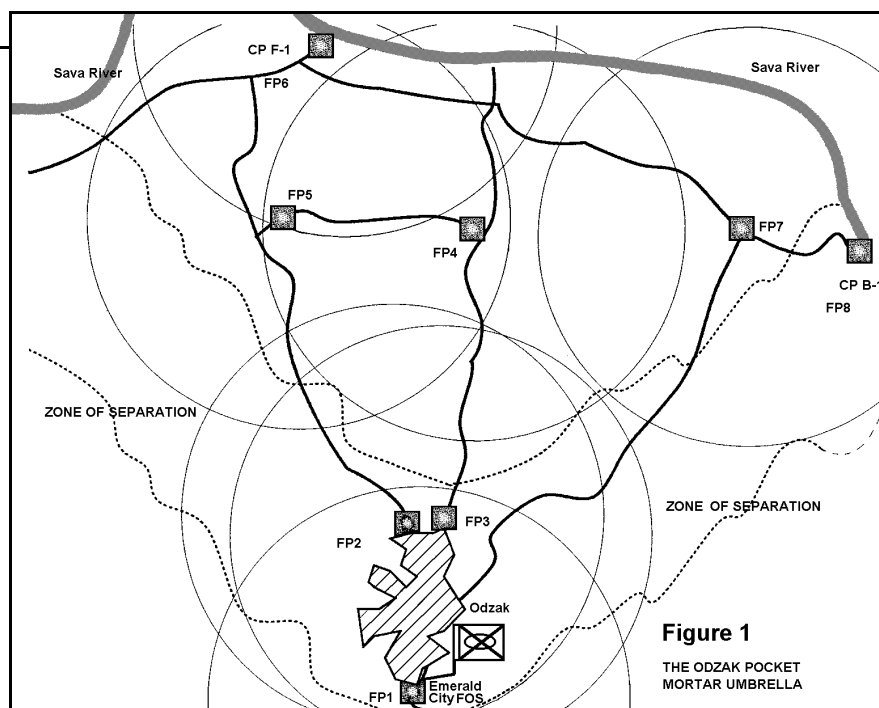 CP F-1
Sava River
FP6
Sava River
FP5
FP4
FP7
CP B-1
FP8
ZONE OF SEPARATION
ZONE OF SEPARATION
FP2
FP3
Odzak
Figure 1
THE ODZAK POCKET
MORTAR UMBRELLA
FP1
Emerald
City FOS